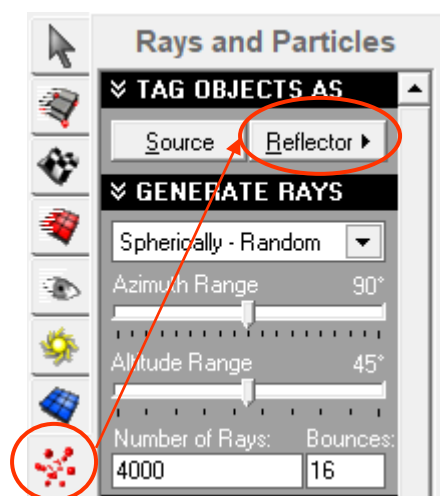 Rays and Particles
TAG OBJECTS AS
Source Reflector
GENERATE RAYS
Spherically - Random
Azimuth Range 90°
Altitude Range 45°
Number of Rays: Bounces:
4000 16